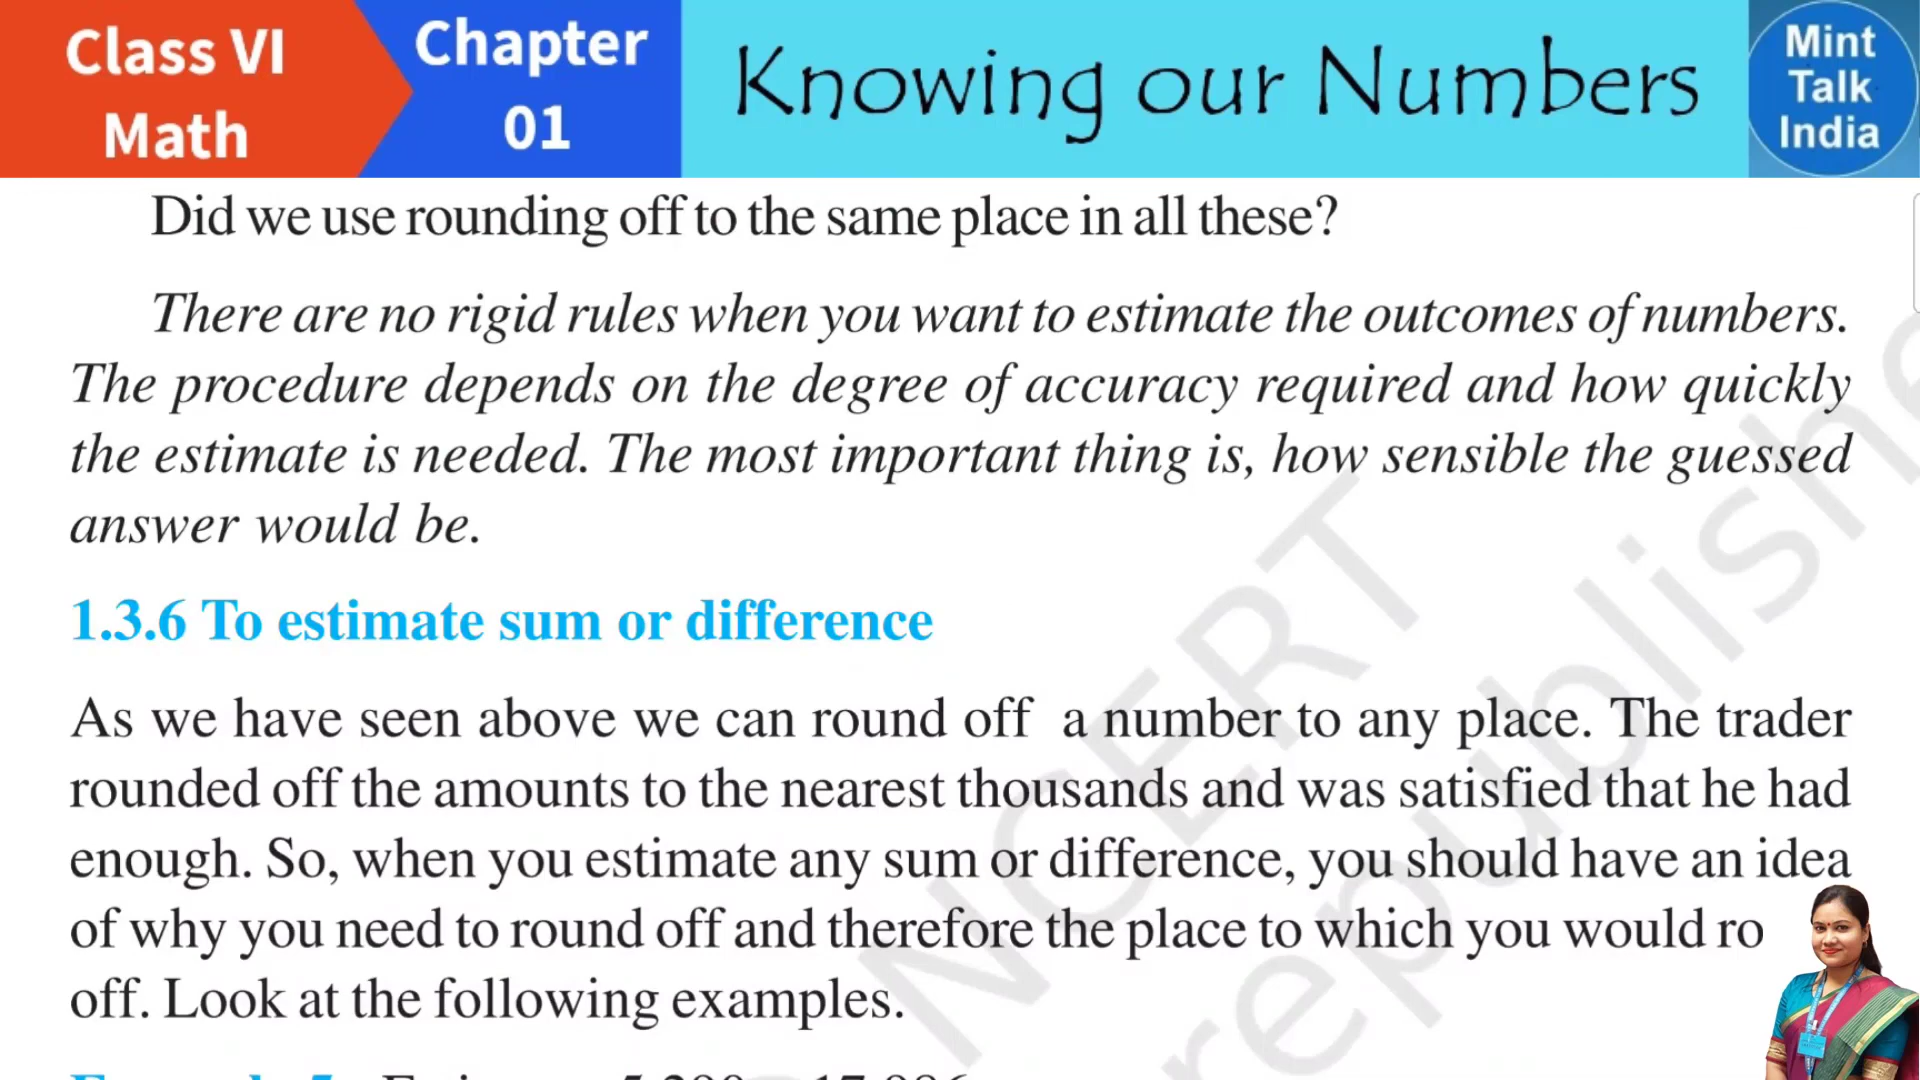 Class VI
Math
Chapter
01
Knowing our Numbers
Mint
Talk
India
Did we use rounding off to the same place in all these?
There are no rigid rules when you want to estimate the outcomes of numbers.
The procedure depends on the degree of accuracy required and how quickly
the estimate is needed. The most important thing is, how sensible the guessed
answer would be.
1.3.6 To estimate sum or difference
As we have seen above we can round off a number to any place. The trader
rounded off the amounts to the nearest thousands and was satisfied that he had
enough. So, when you estimate any sum or difference, you should have an idea
of why you need to round off and therefore the place to which you would ro
off. Look at the following examples.
NCERT
republishe